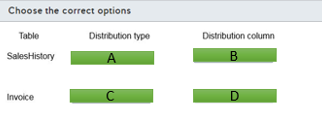 Choose the correct options
Table Distribution type Distribution column
SalesHistory A B
Invoice C D